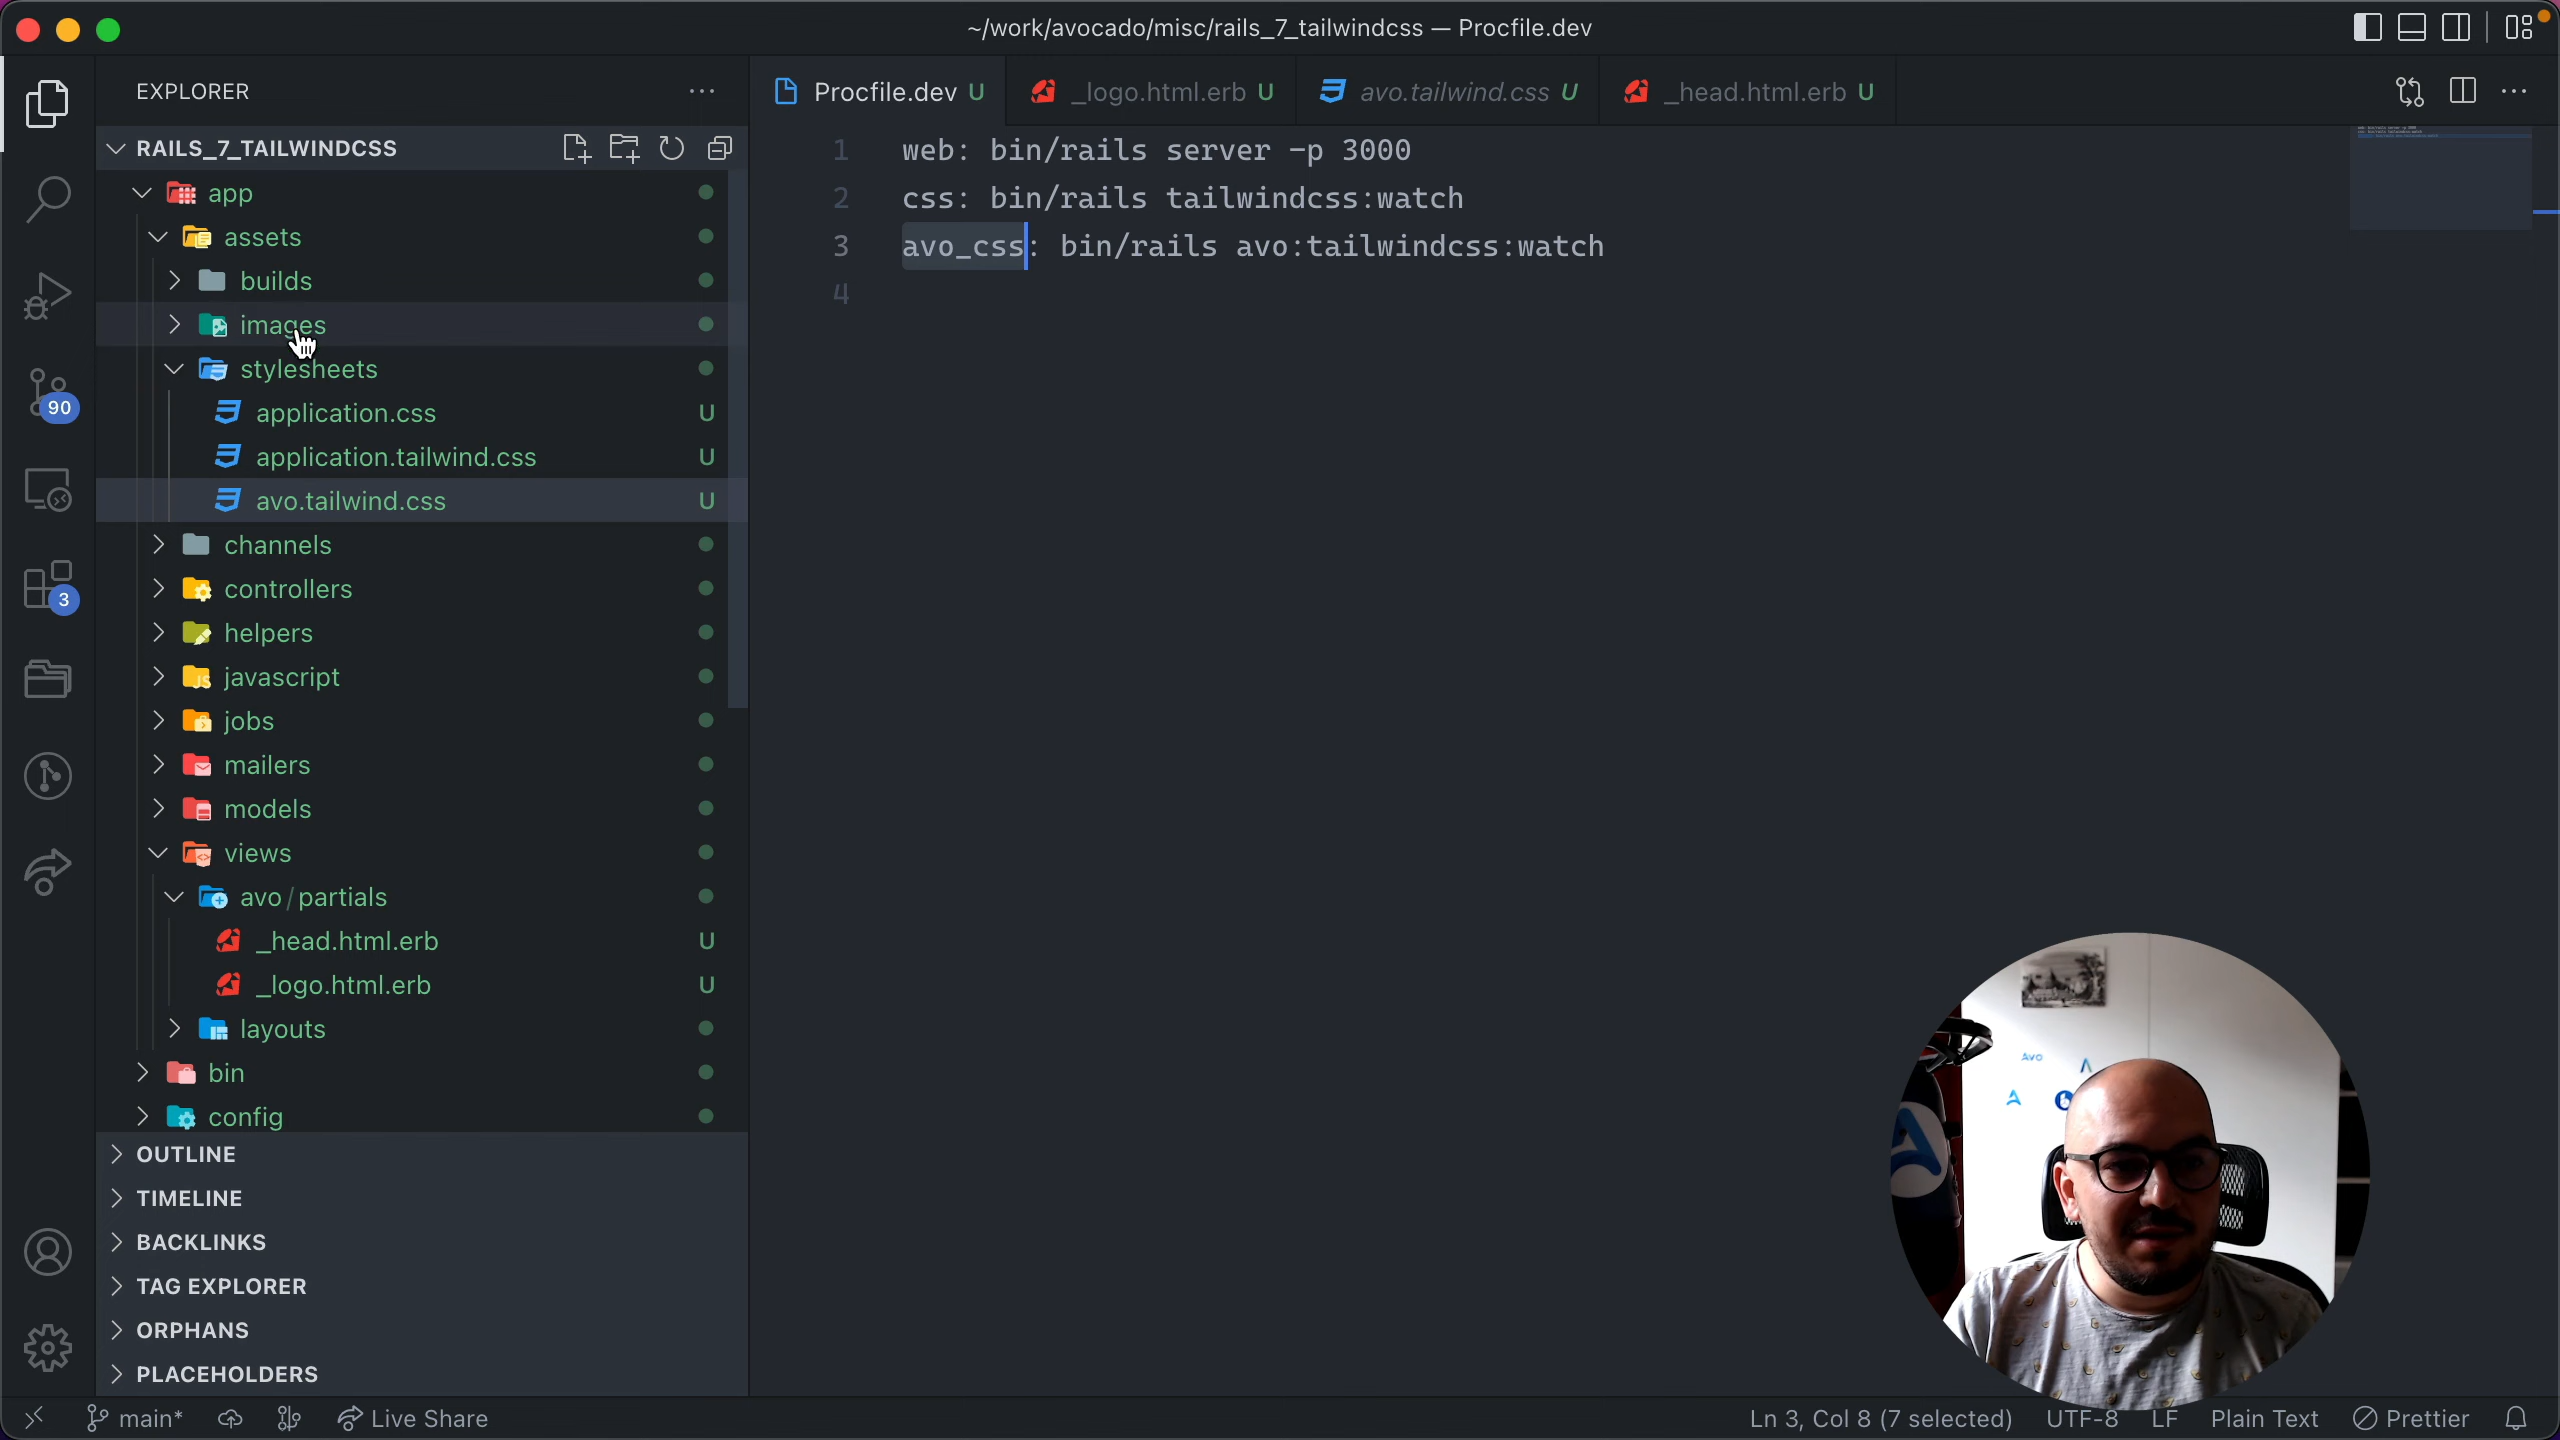 ~/work/avocado/misc/rails_7_tailwindcss — Procfile.dev
EXPLORER
RAILS_7_TAILWINDCSS
app
assets
builds
images
stylesheets
application.css U
application.tailwind.css U
avo.tailwind.css U
channels
controllers
helpers
javascript
jobs
mailers
models
views
avo/partials
_head.html.erb U
_logo.html.erb U
layouts
bin
config
OUTLINE
TIMELINE
BACKLINKS
TAG EXPLORER
ORPHANS
PLACEHOLDERS
90
3
Procfile.dev U
_logo.html.erb U
avo.tailwind.css U
_head.html.erb U
1 web: bin/rails server -p 3000
2 css: bin/rails tailwindcss:watch
3 avo_css: bin/rails avo:tailwindcss:watch
4
Avo
main*
Live Share
Ln 3, Col 8 (7 selected)
UTF-8
LF
Plain Text
Prettier